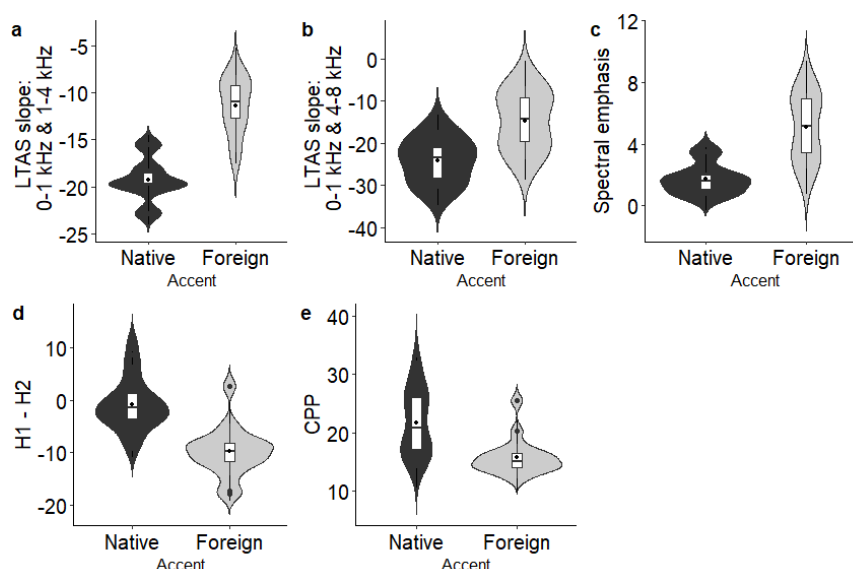 a
LTAS slope:
0-1 kHz & 1-4 kHz
-5
-10
-15
-20
-25
Native Foreign
Accent
b
LTAS slope:
0-1 kHz & 4-8 kHz
0
-10
-20
-30
-40
Native Foreign
Accent
c
Spectral emphasis
12
8
4
0
Native Foreign
Accent
d
H1 - H2
10
0
-10
-20
Native Foreign
Accent
e
CPP
40
30
20
10
Native Foreign
Accent